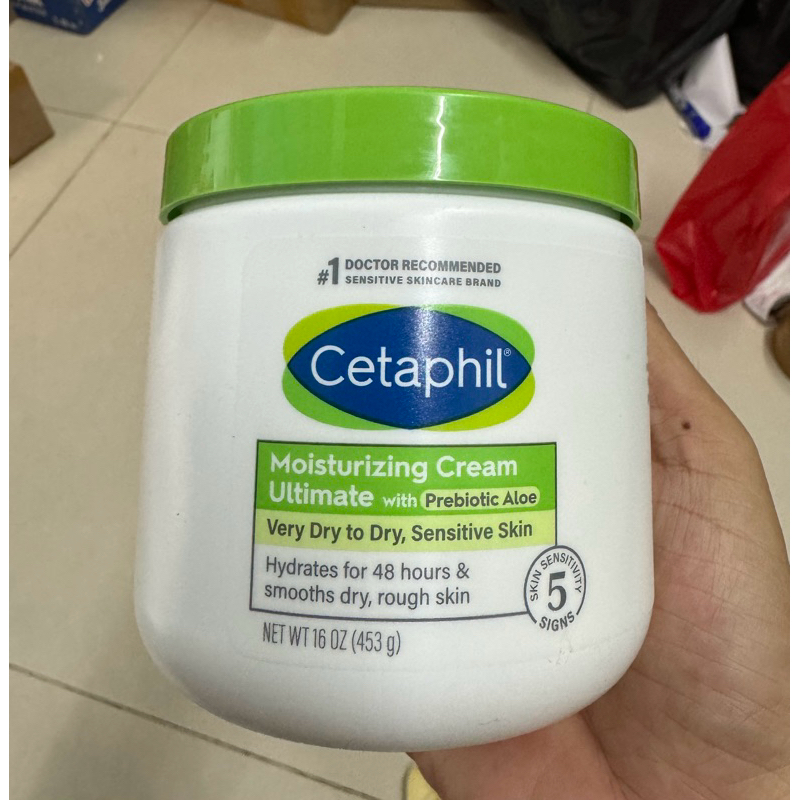 #1 DOCTOR RECOMMENDED
SENSITIVE SKINCARE BRAND
Cetaphil®
Moisturizing Cream
Ultimate with Prebiotic Aloe
Very Dry to Dry, Sensitive Skin
Hydrates for 48 hours &
smooths dry, rough skin
SKIN SENSITIVITY
5
SIGNS
NET WT 16 OZ (453 g)